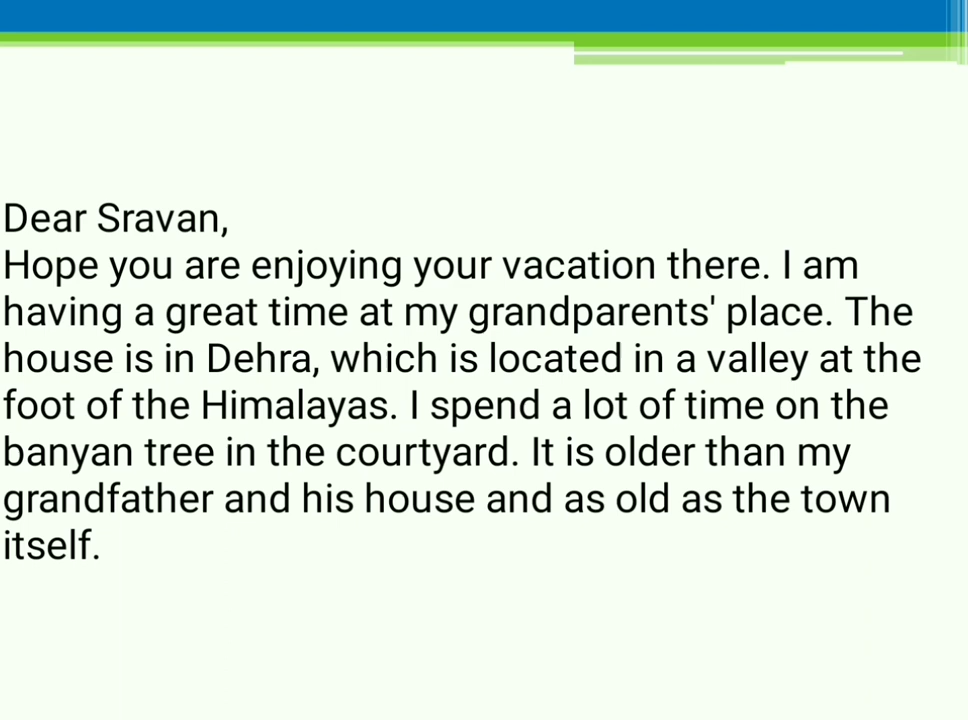 Dear Sravan,
Hope you are enjoying your vacation there. I am
having a great time at my grandparents' place. The
house is in Dehra, which is located in a valley at the
foot of the Himalayas. I spend a lot of time on the
banyan tree in the courtyard. It is older than my
grandfather and his house and as old as the town
itself.